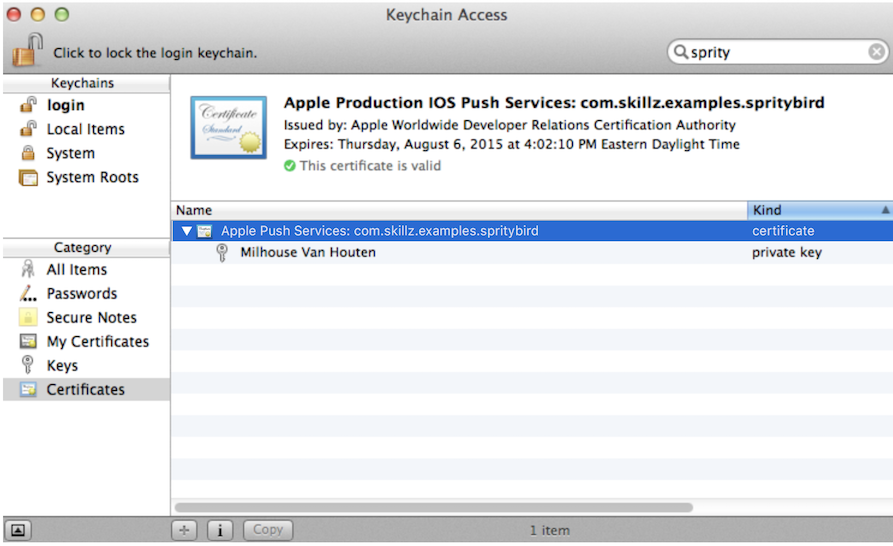 Keychain Access
Click to lock the login keychain.
sprity
Keychains
login
Local Items
System
System Roots
Certificate
Standard
Apple Production IOS Push Services: com.skillz.examples.spritybird
Issued by: Apple Worldwide Developer Relations Certification Authority
Expires: Thursday, August 6, 2015 at 4:02:10 PM Eastern Daylight Time
This certificate is valid
Name Kind
Apple Push Services: com.skillz.examples.spritybird certificate
Milhouse Van Houten private key
Category
All Items
Passwords
Secure Notes
My Certificates
Keys
Certificates
Copy
1 item